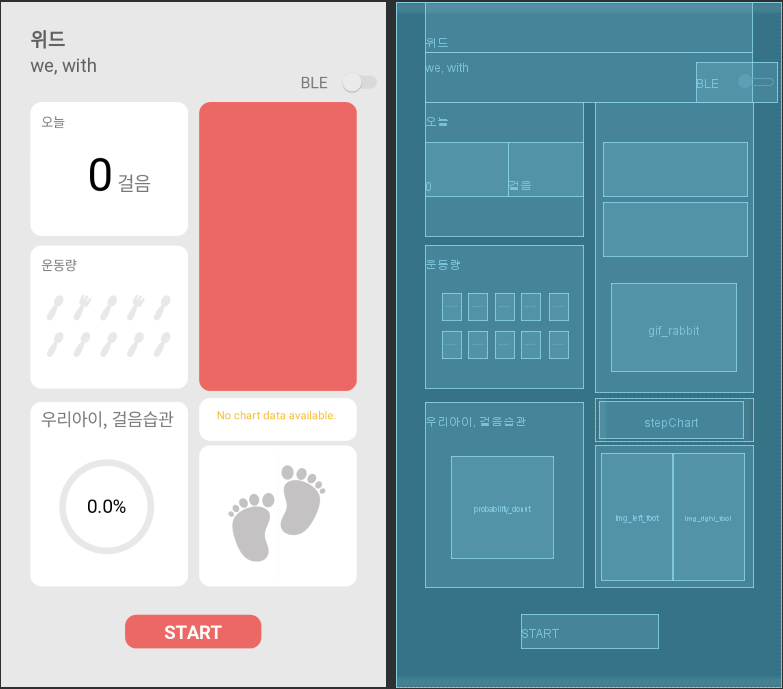 위드
we, with
BLE
오늘
0 걸음
운동량
우리아이, 걸음습관
0.0%
No chart data available.
START
위드
we, with
BLE
오늘
0
걸음
운동량
gif_rabbit
우리아이, 걸음습관
stepChart
probability_dount
img_left_foot
img_right_foot
START